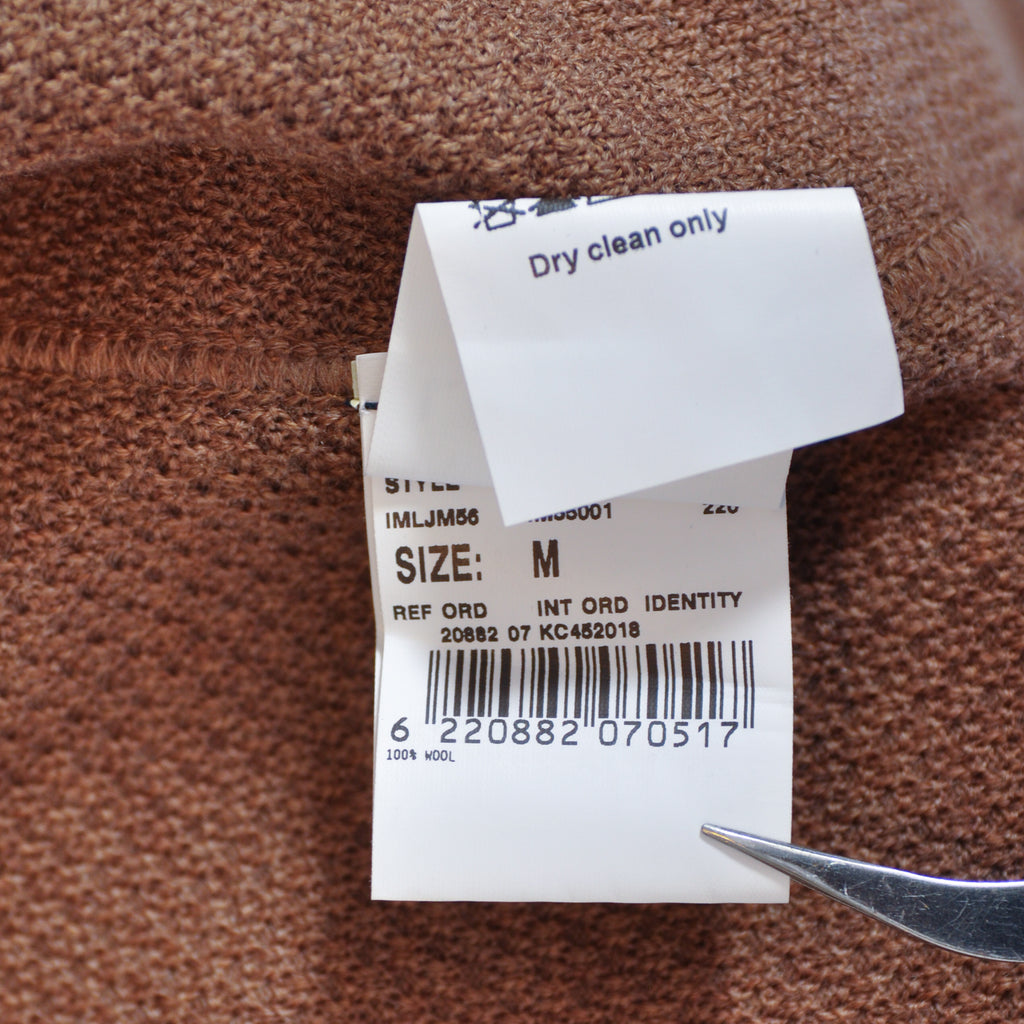 Dry clean only
STYLE
IMLJM56 220
SIZE: M
REF ORD INT ORD IDENTITY
20882 07 KC452018
6 220882 070517
100% WOOL